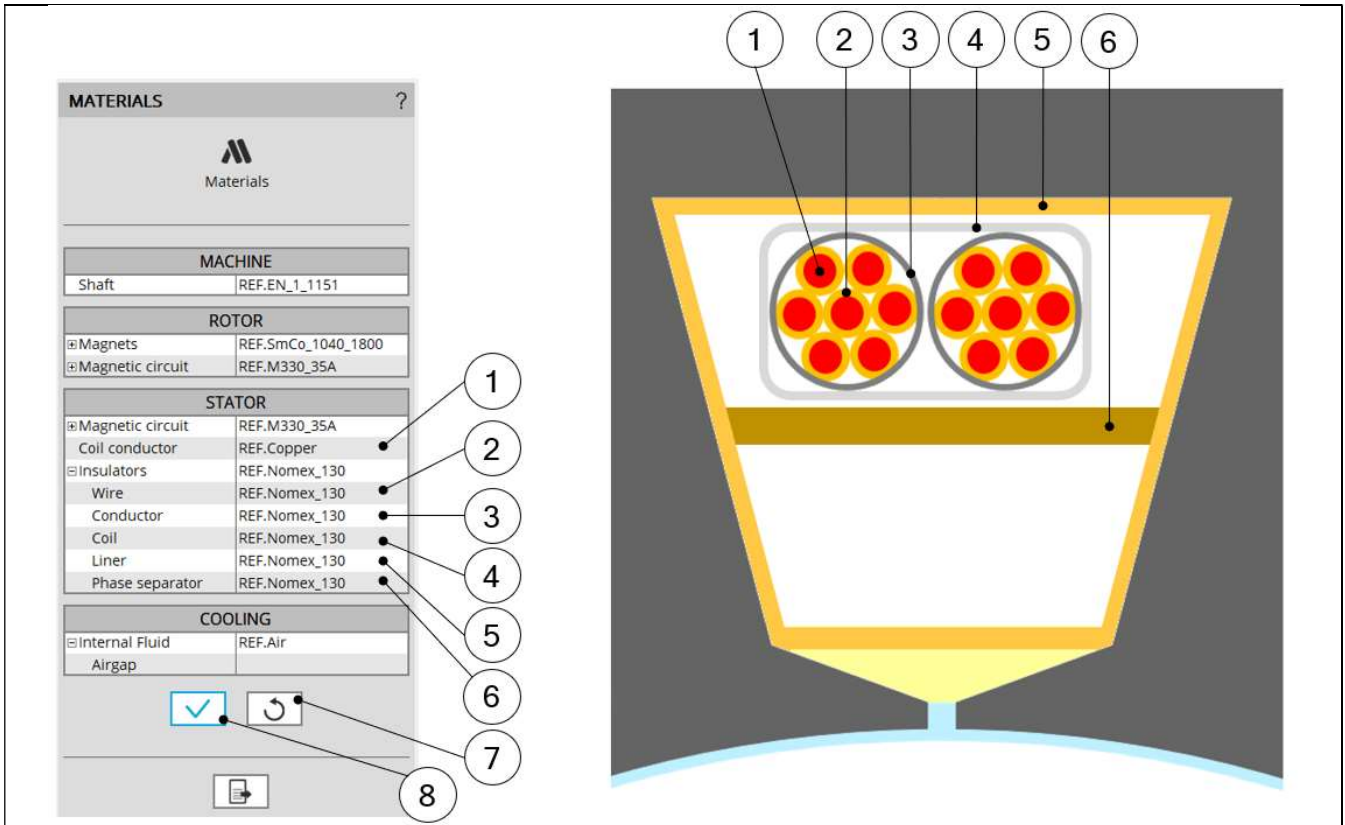 1 2 3 4 5 6
MATERIALS ?
Materials
MACHINE
Shaft REF.EN_1_1151
ROTOR
Magnets REF.SmCo_1040_1800
Magnetic circuit REF.M330_35A
STATOR
Magnetic circuit REF.M330_35A
Coil conductor REF.Copper
Insulators REF.Nomex_130
Wire REF.Nomex_130
Conductor REF.Nomex_130
Coil REF.Nomex_130
Liner REF.Nomex_130
Phase separator REF.Nomex_130
COOLING
Internal Fluid REF.Air
Airgap
1
2
3
4
5
6
7
8